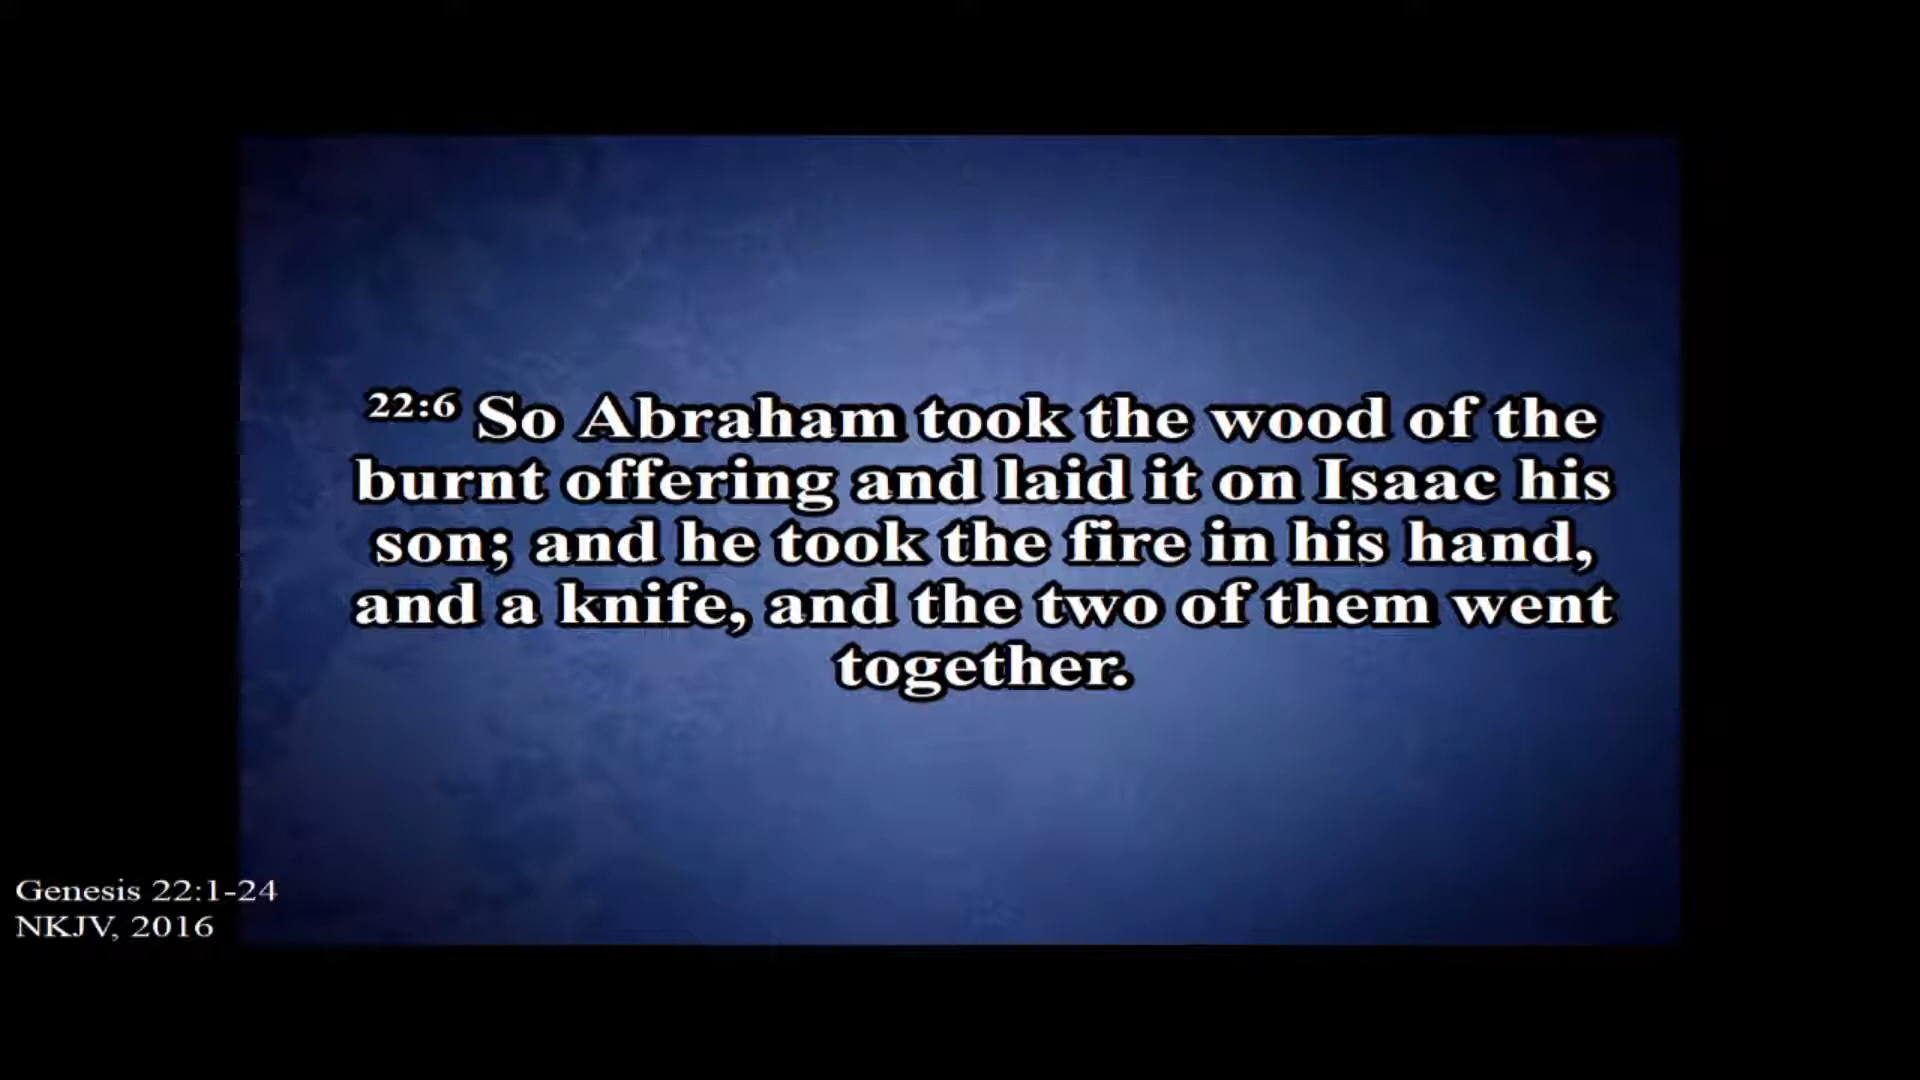 22:6 So Abraham took the wood of the
burnt offering and laid it on Isaac his
son; and he took the fire in his hand,
and a knife, and the two of them went
together.
Genesis 22:1-24
NKJV, 2016